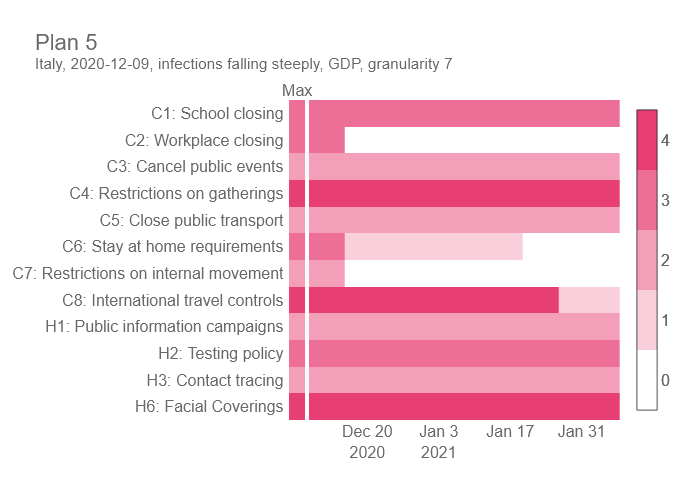 Plan 5
Italy, 2020-12-09, infections falling steeply, GDP, granularity 7
Max
C1: School closing
C2: Workplace closing
C3: Cancel public events
C4: Restrictions on gatherings
C5: Close public transport
C6: Stay at home requirements
C7: Restrictions on internal movement
C8: International travel controls
H1: Public information campaigns
H2: Testing policy
H3: Contact tracing
H6: Facial Coverings
4
3
2
1
0
Dec 20 Jan 3 Jan 17 Jan 31
2020 2021